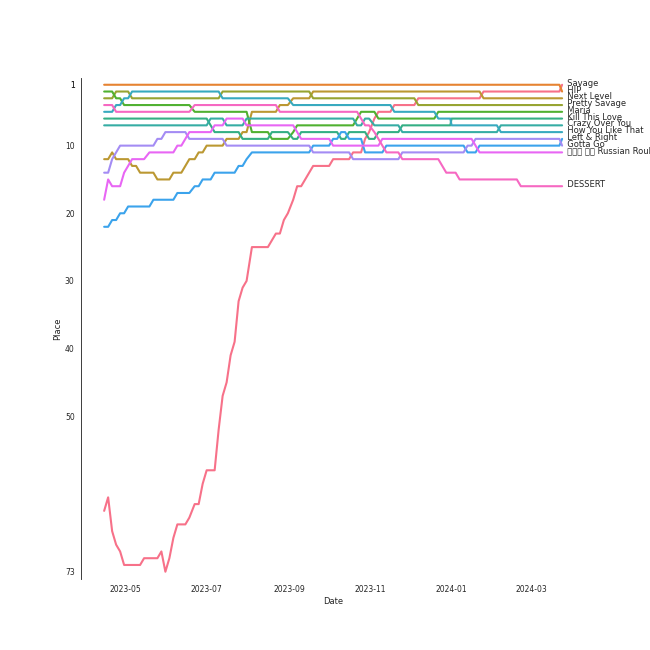 1
10
20
30
40
50
73
Place
2023-05
2023-07
2023-09
2023-11
2024-01
2024-03
Date
Savage
HIP
Next Level
Pretty Savage
Maria
Kill This Love
Crazy Over You
How You Like That
Left & Right
Gotta Go
Russian Roul
DESSERT